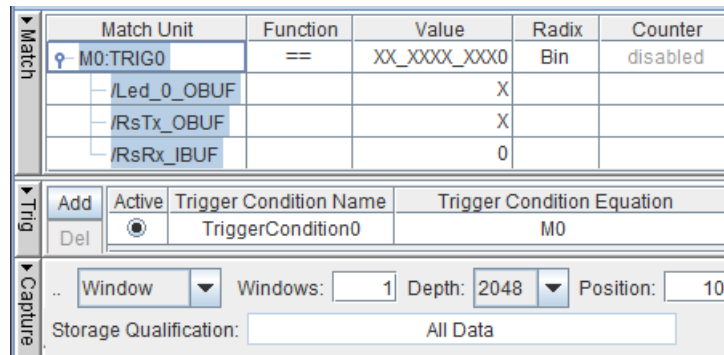 Match
Match Unit Function Value Radix Counter
M0:TRIG0 == XX_XXXX_XXX0 Bin disabled
/Led_0_OBUF X
/RsTx_OBUF X
/RsRx_IBUF 0
Trig
Add Active Trigger Condition Name Trigger Condition Equation
Del TriggerCondition0 M0
Capture
.. Window Windows: 1 Depth: 2048 Position: 10
Storage Qualification: All Data